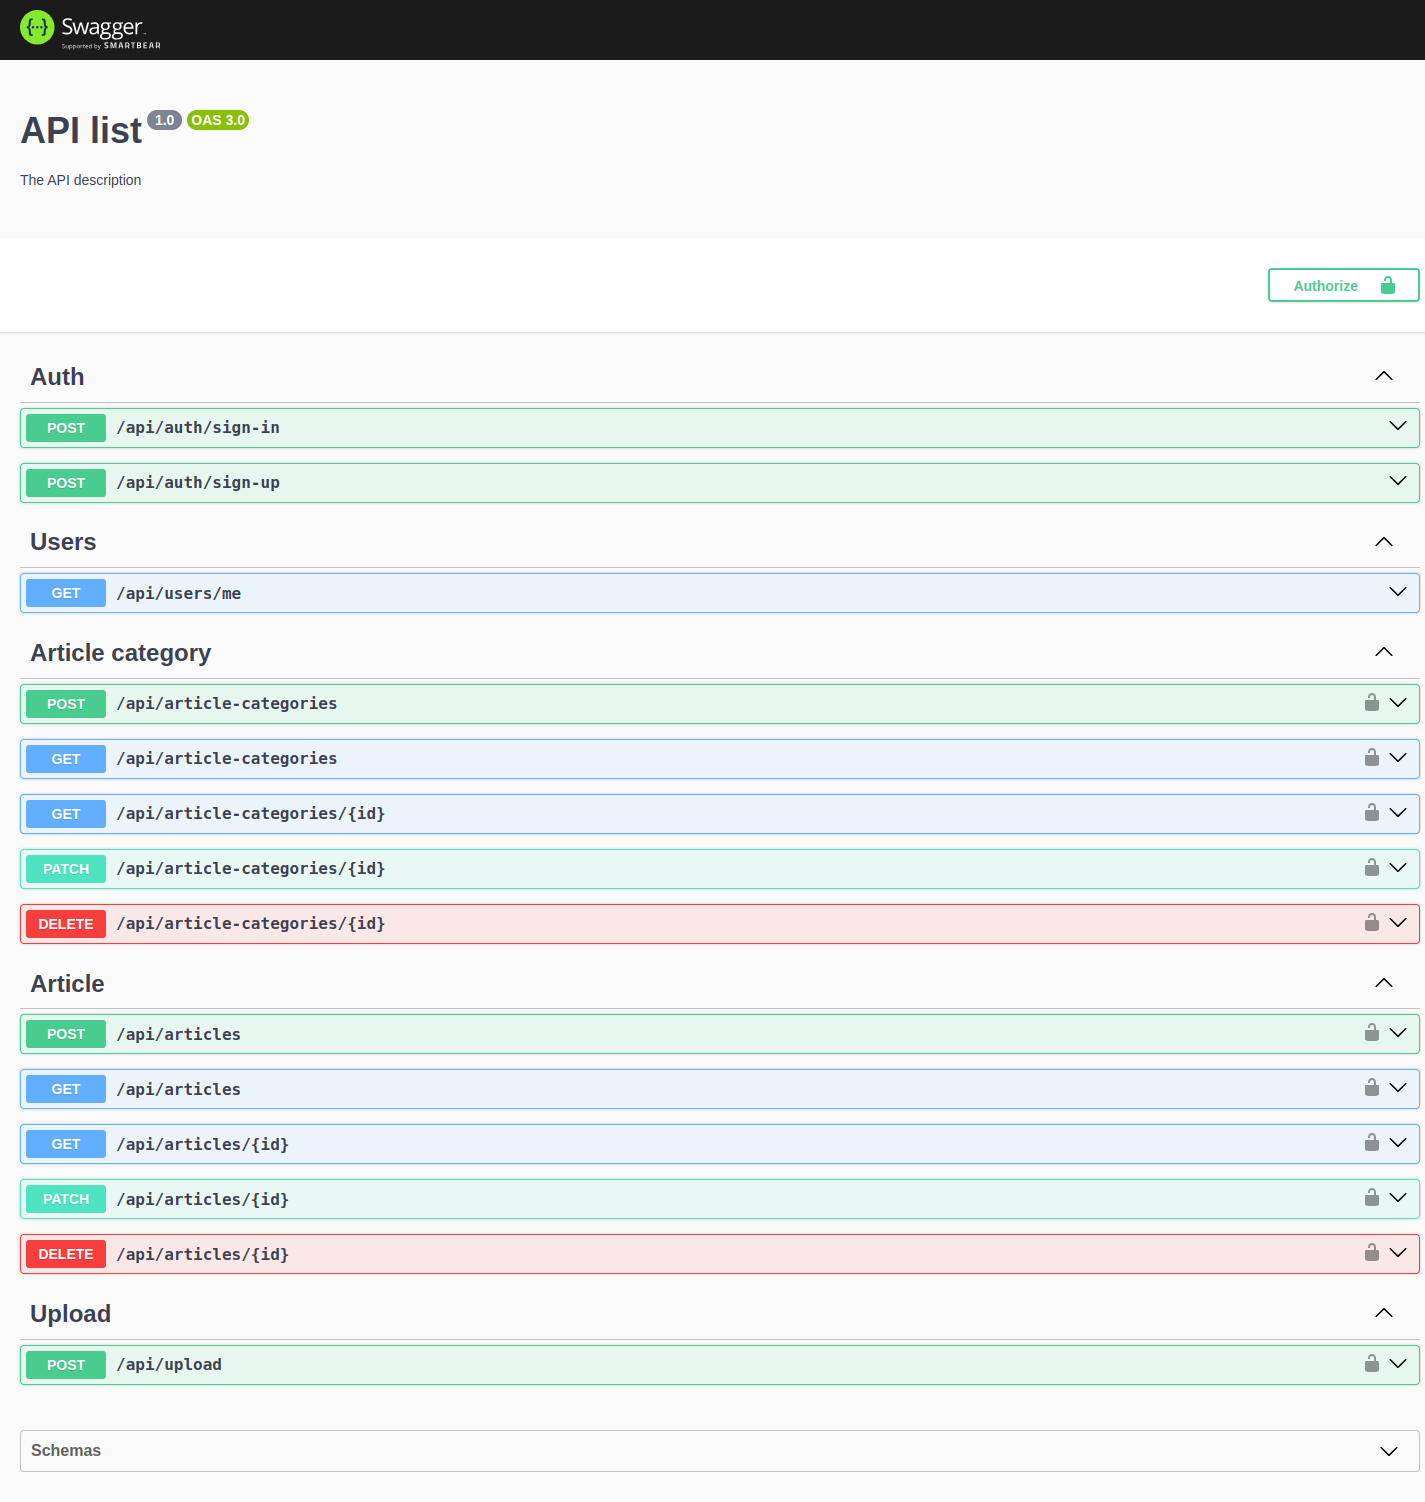 Swagger
Supported by SMARTBEAR
API list 1.0 OAS 3.0
The API description
Authorize
Auth
POST /api/auth/sign-in
POST /api/auth/sign-up
Users
GET /api/users/me
Article category
POST /api/article-categories
GET /api/article-categories
GET /api/article-categories/{id}
PATCH /api/article-categories/{id}
DELETE /api/article-categories/{id}
Article
POST /api/articles
GET /api/articles
GET /api/articles/{id}
PATCH /api/articles/{id}
DELETE /api/articles/{id}
Upload
POST /api/upload
Schemas